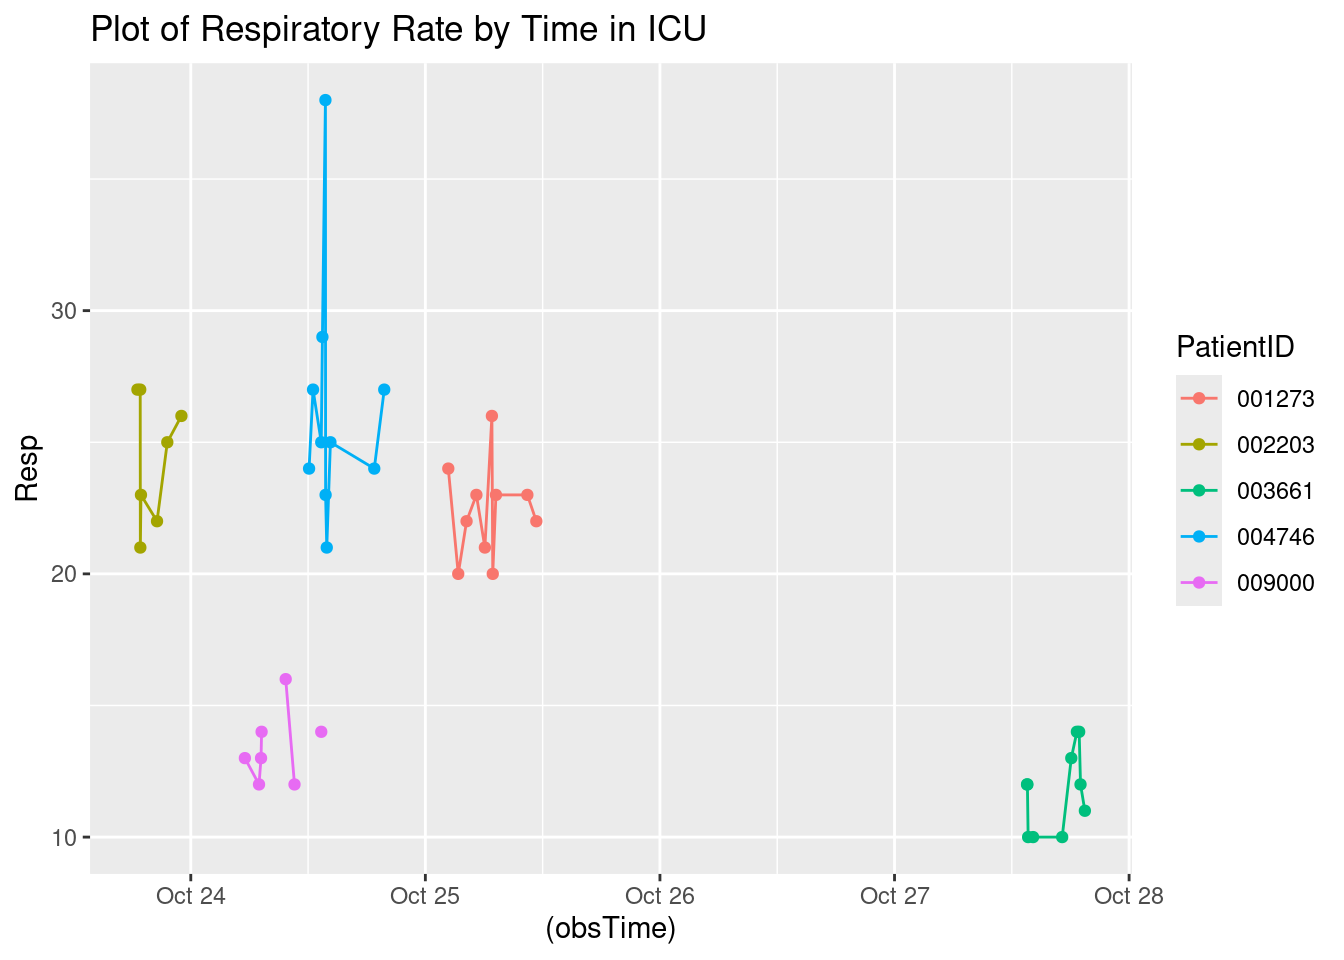 Plot of Respiratory Rate by Time in ICU
Resp
30
20
10
Oct 24
Oct 25
Oct 26
Oct 27
Oct 28
(obsTime)
PatientID
001273
002203
003661
004746
009000